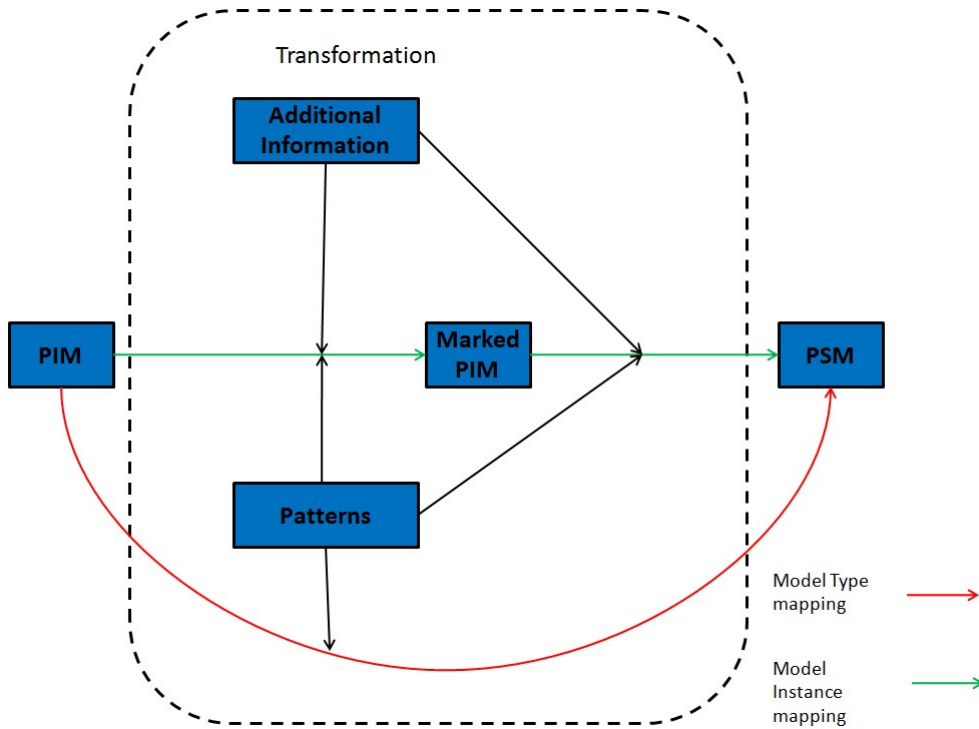 Transformation
Additional
Information
PIM
Marked
PIM
PSM
Patterns
Model Type
mapping
Model
Instance
mapping